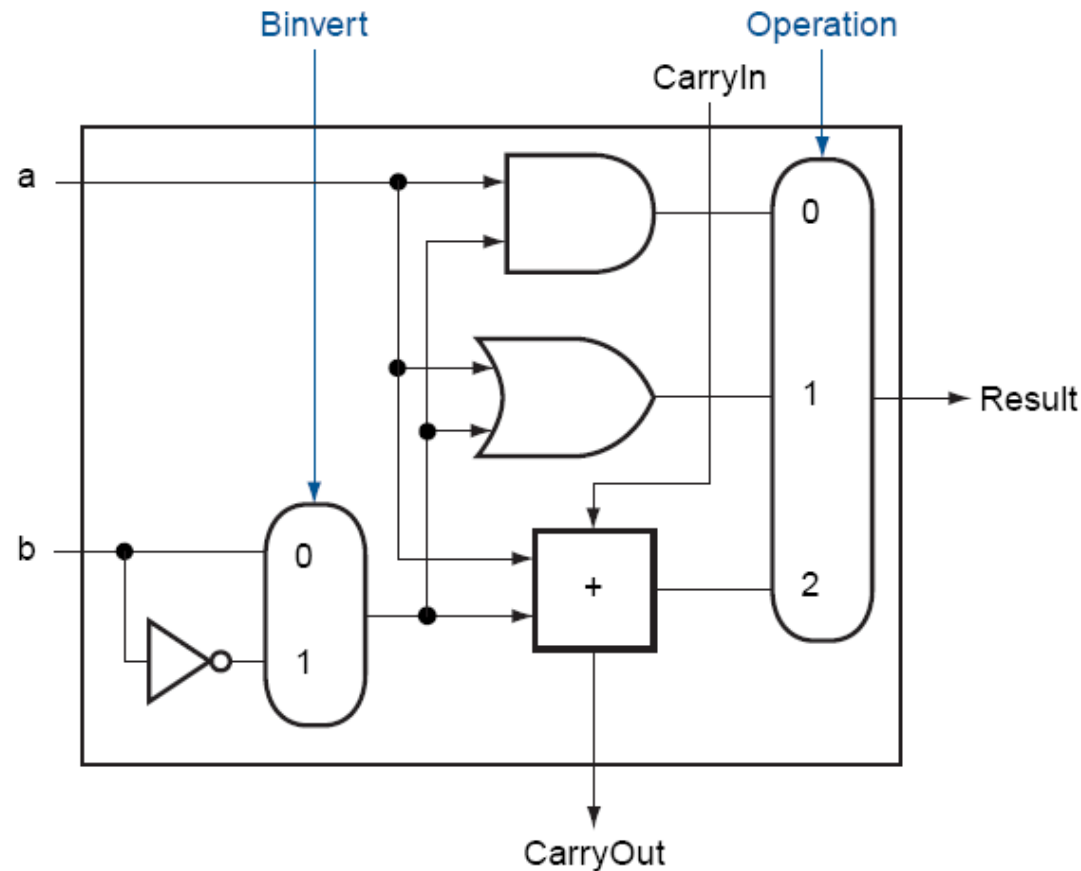 Binvert
Operation
CarryIn
a
0
1
Result
b
0
+
2
1
CarryOut